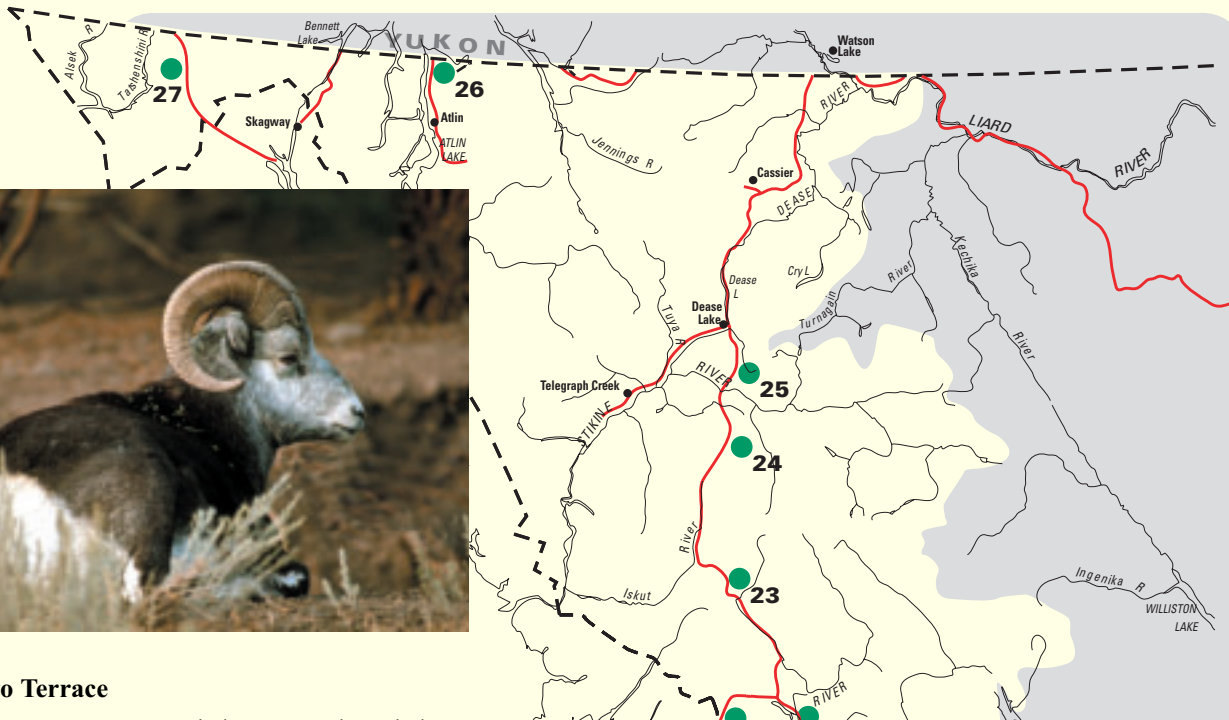 YUKON
Bennett
Lake
Watson
Lake
Alsek R
Tatshenshini R
27
26
Skagway
Atlin
ATLIN
LAKE
RIVER
LIARD
RIVER
Jennings R
Cassier
DEASE
Kechika
River
Dease
L
Cry L
River
Turnagain
Dease
Lake
Tuya R
RIVER
25
Telegraph Creek
STIKINE
24
River
Iskut
23
Ingenika R
WILLISTON
LAKE
RIVER
o Terrace